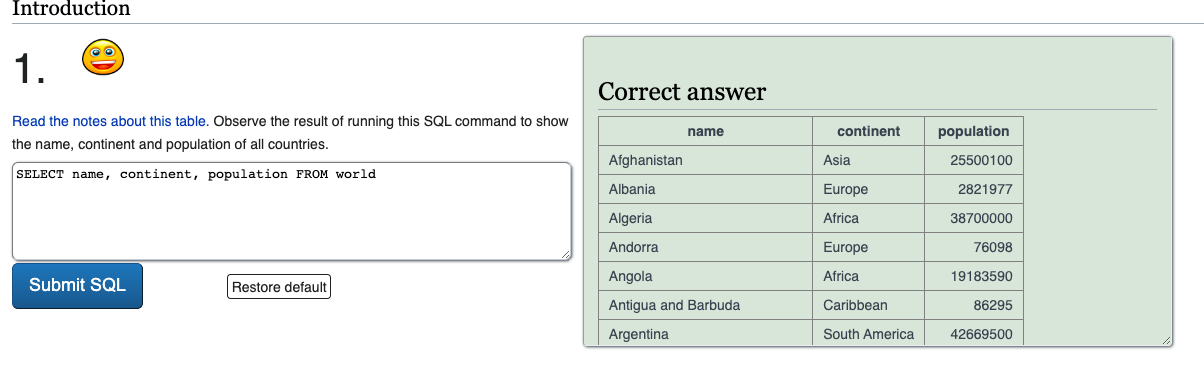 Introduction
1.
Read the notes about this table. Observe the result of running this SQL command to show
the name, continent and population of all countries.
SELECT name, continent, population FROM world
Submit SQL
Restore default
Correct answer
name continent population
Afghanistan Asia 25500100
Albania Europe 2821977
Algeria Africa 38700000
Andorra Europe 76098
Angola Africa 19183590
Antigua and Barbuda Caribbean 86295
Argentina South America 42669500